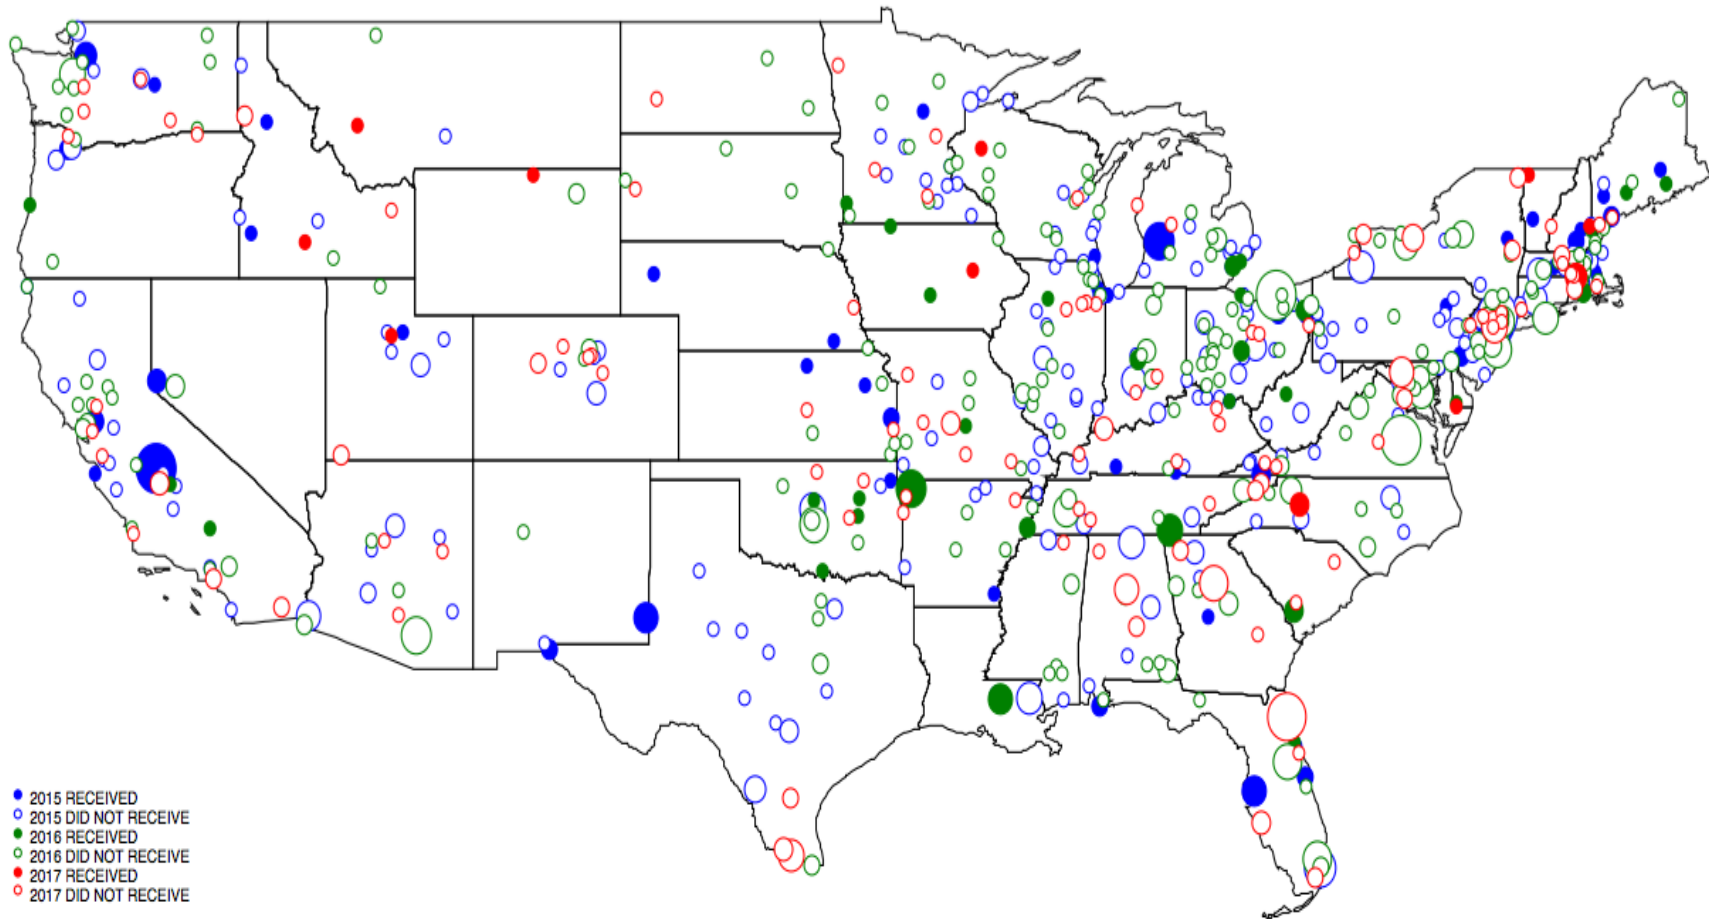 2015 RECEIVED
2015 DID NOT RECEIVE
2016 RECEIVED
2016 DID NOT RECEIVE
2017 RECEIVED
2017 DID NOT RECEIVE